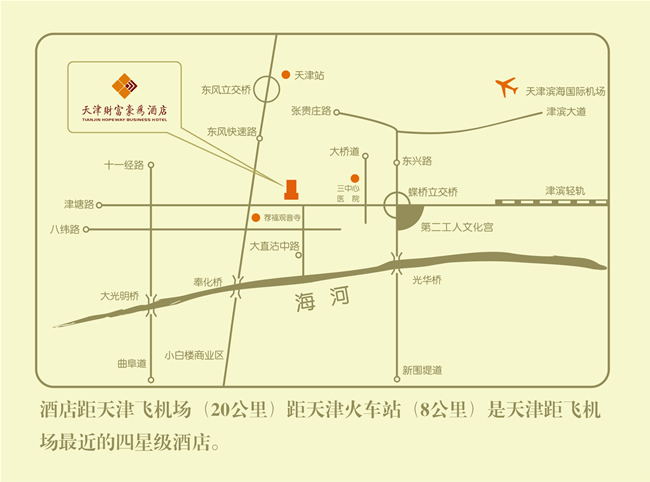 天津站
东风立交桥
天津滨海国际机场
天津财富豪为酒店
TIANJIN HOPEWAY BUSINESS HOTEL
张贵庄路
津滨大道
东风快速路
大桥道
十一经路
东兴路
三中心
医院
蝶桥立交桥
津滨轻轨
津塘路
荐福观音寺
八纬路
第二工人文化宫
大直沽中路
奉化桥
光华桥
海河
大光明桥
小白楼商业区
曲阜道
新围堤道
酒店距天津飞机场（20公里）距天津火车站（8公里）是天津距飞机
场最近的四星级酒店。